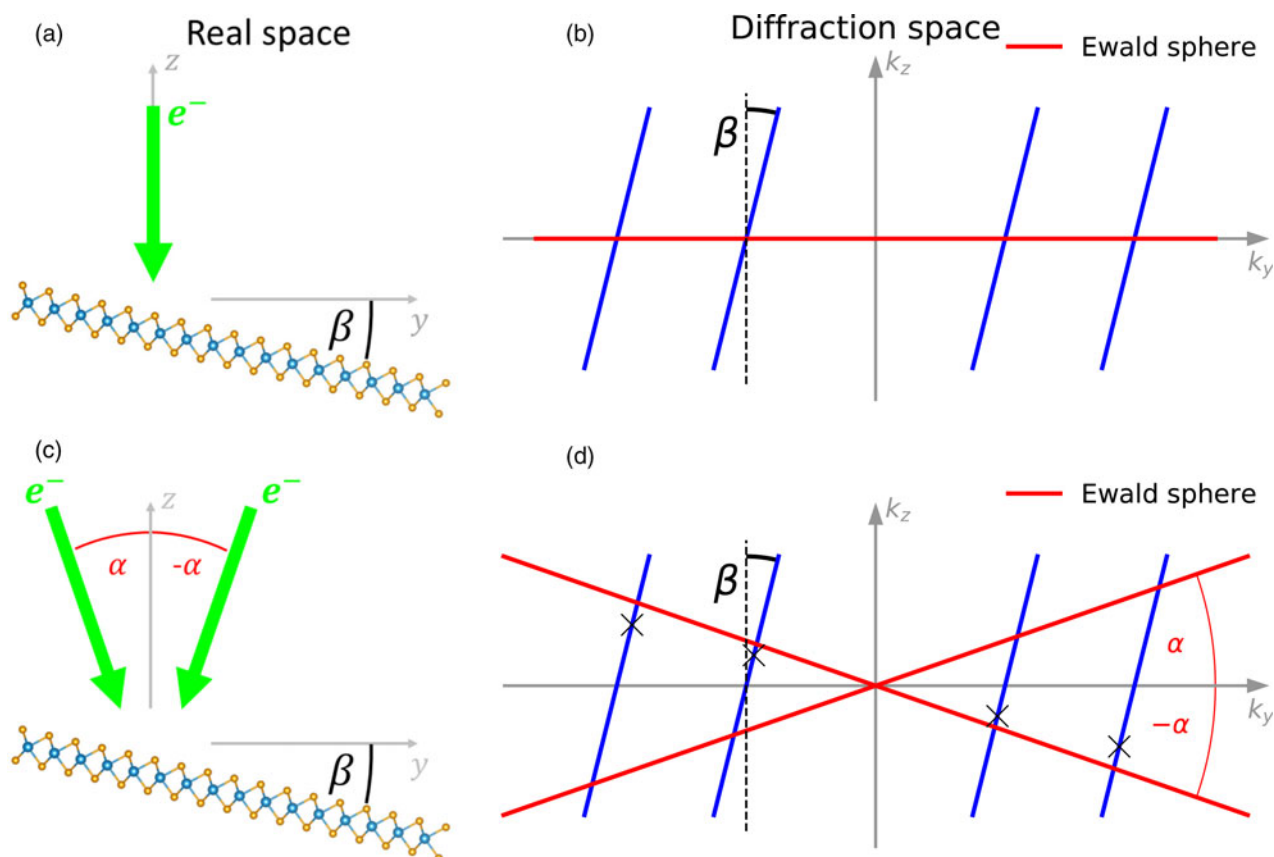 (a)
Real space
z
e⁻
β
y
(b)
Diffraction space
Ewald sphere
k_z
β
k_y
(c)
e⁻
e⁻
z
α
-α
β
y
(d)
Ewald sphere
k_z
β
α
−α
k_y